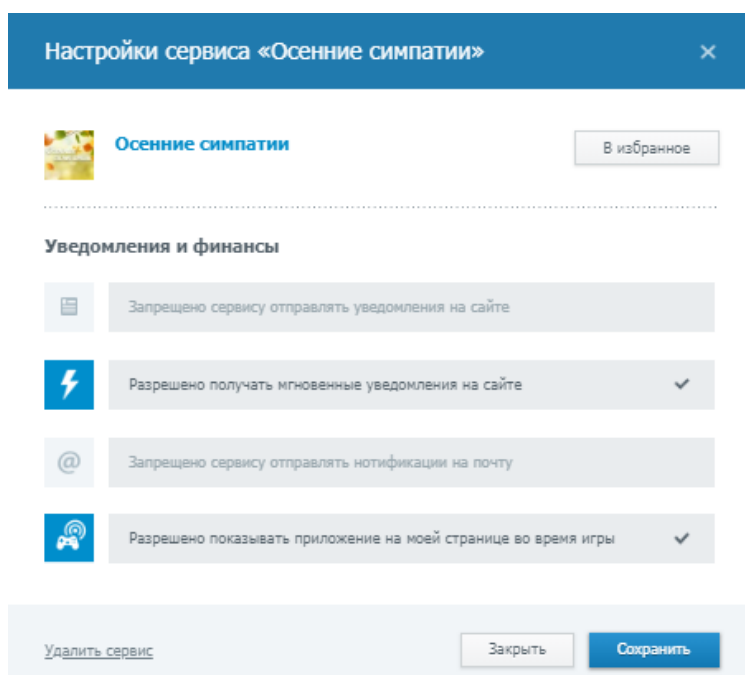 Настройки сервиса «Осенние симпатии»
Осенние симпатии
В избранное
Уведомления и финансы
Запрещено сервису отправлять уведомления на сайте
Разрешено получать мгновенные уведомления на сайте
@
Запрещено сервису отправлять нотификации на почту
Разрешено показывать приложение на моей странице во время игры
Удалить сервис
Закрыть
Сохранить